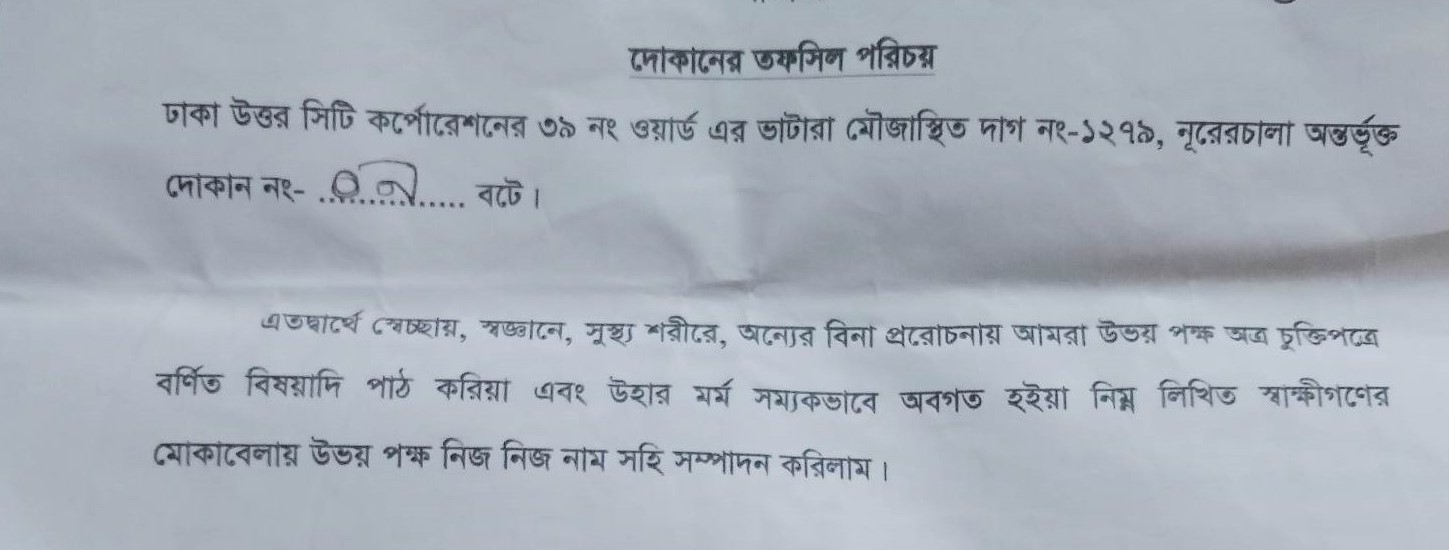 দোকানের তফসিল পরিচয়
ঢাকা উত্তর সিটি কর্পোরেশনের ৩৯ নং ওয়ার্ড এর ভাটারা মৌজাস্থিত দাগ নং-১২৭৯, নূরেরচালা অন্তর্ভূক্ত
দোকান নং- .............. বটে।
এতদ্বার্থে স্বেচ্ছায়, স্বজ্ঞানে, সুস্থ্য শরীরে, অন্যের বিনা প্ররোচনায় আমরা উভয় পক্ষ অত্র চুক্তিপত্রে
বর্ণিত বিষয়াদি পাঠ করিয়া এবং উহার মর্ম সম্যকভাবে অবগত হইয়া নিম্ন লিখিত স্বাক্ষীগণের
মোকাবেলায় উভয় পক্ষ নিজ নিজ নাম সহি সম্পাদন করিলাম।